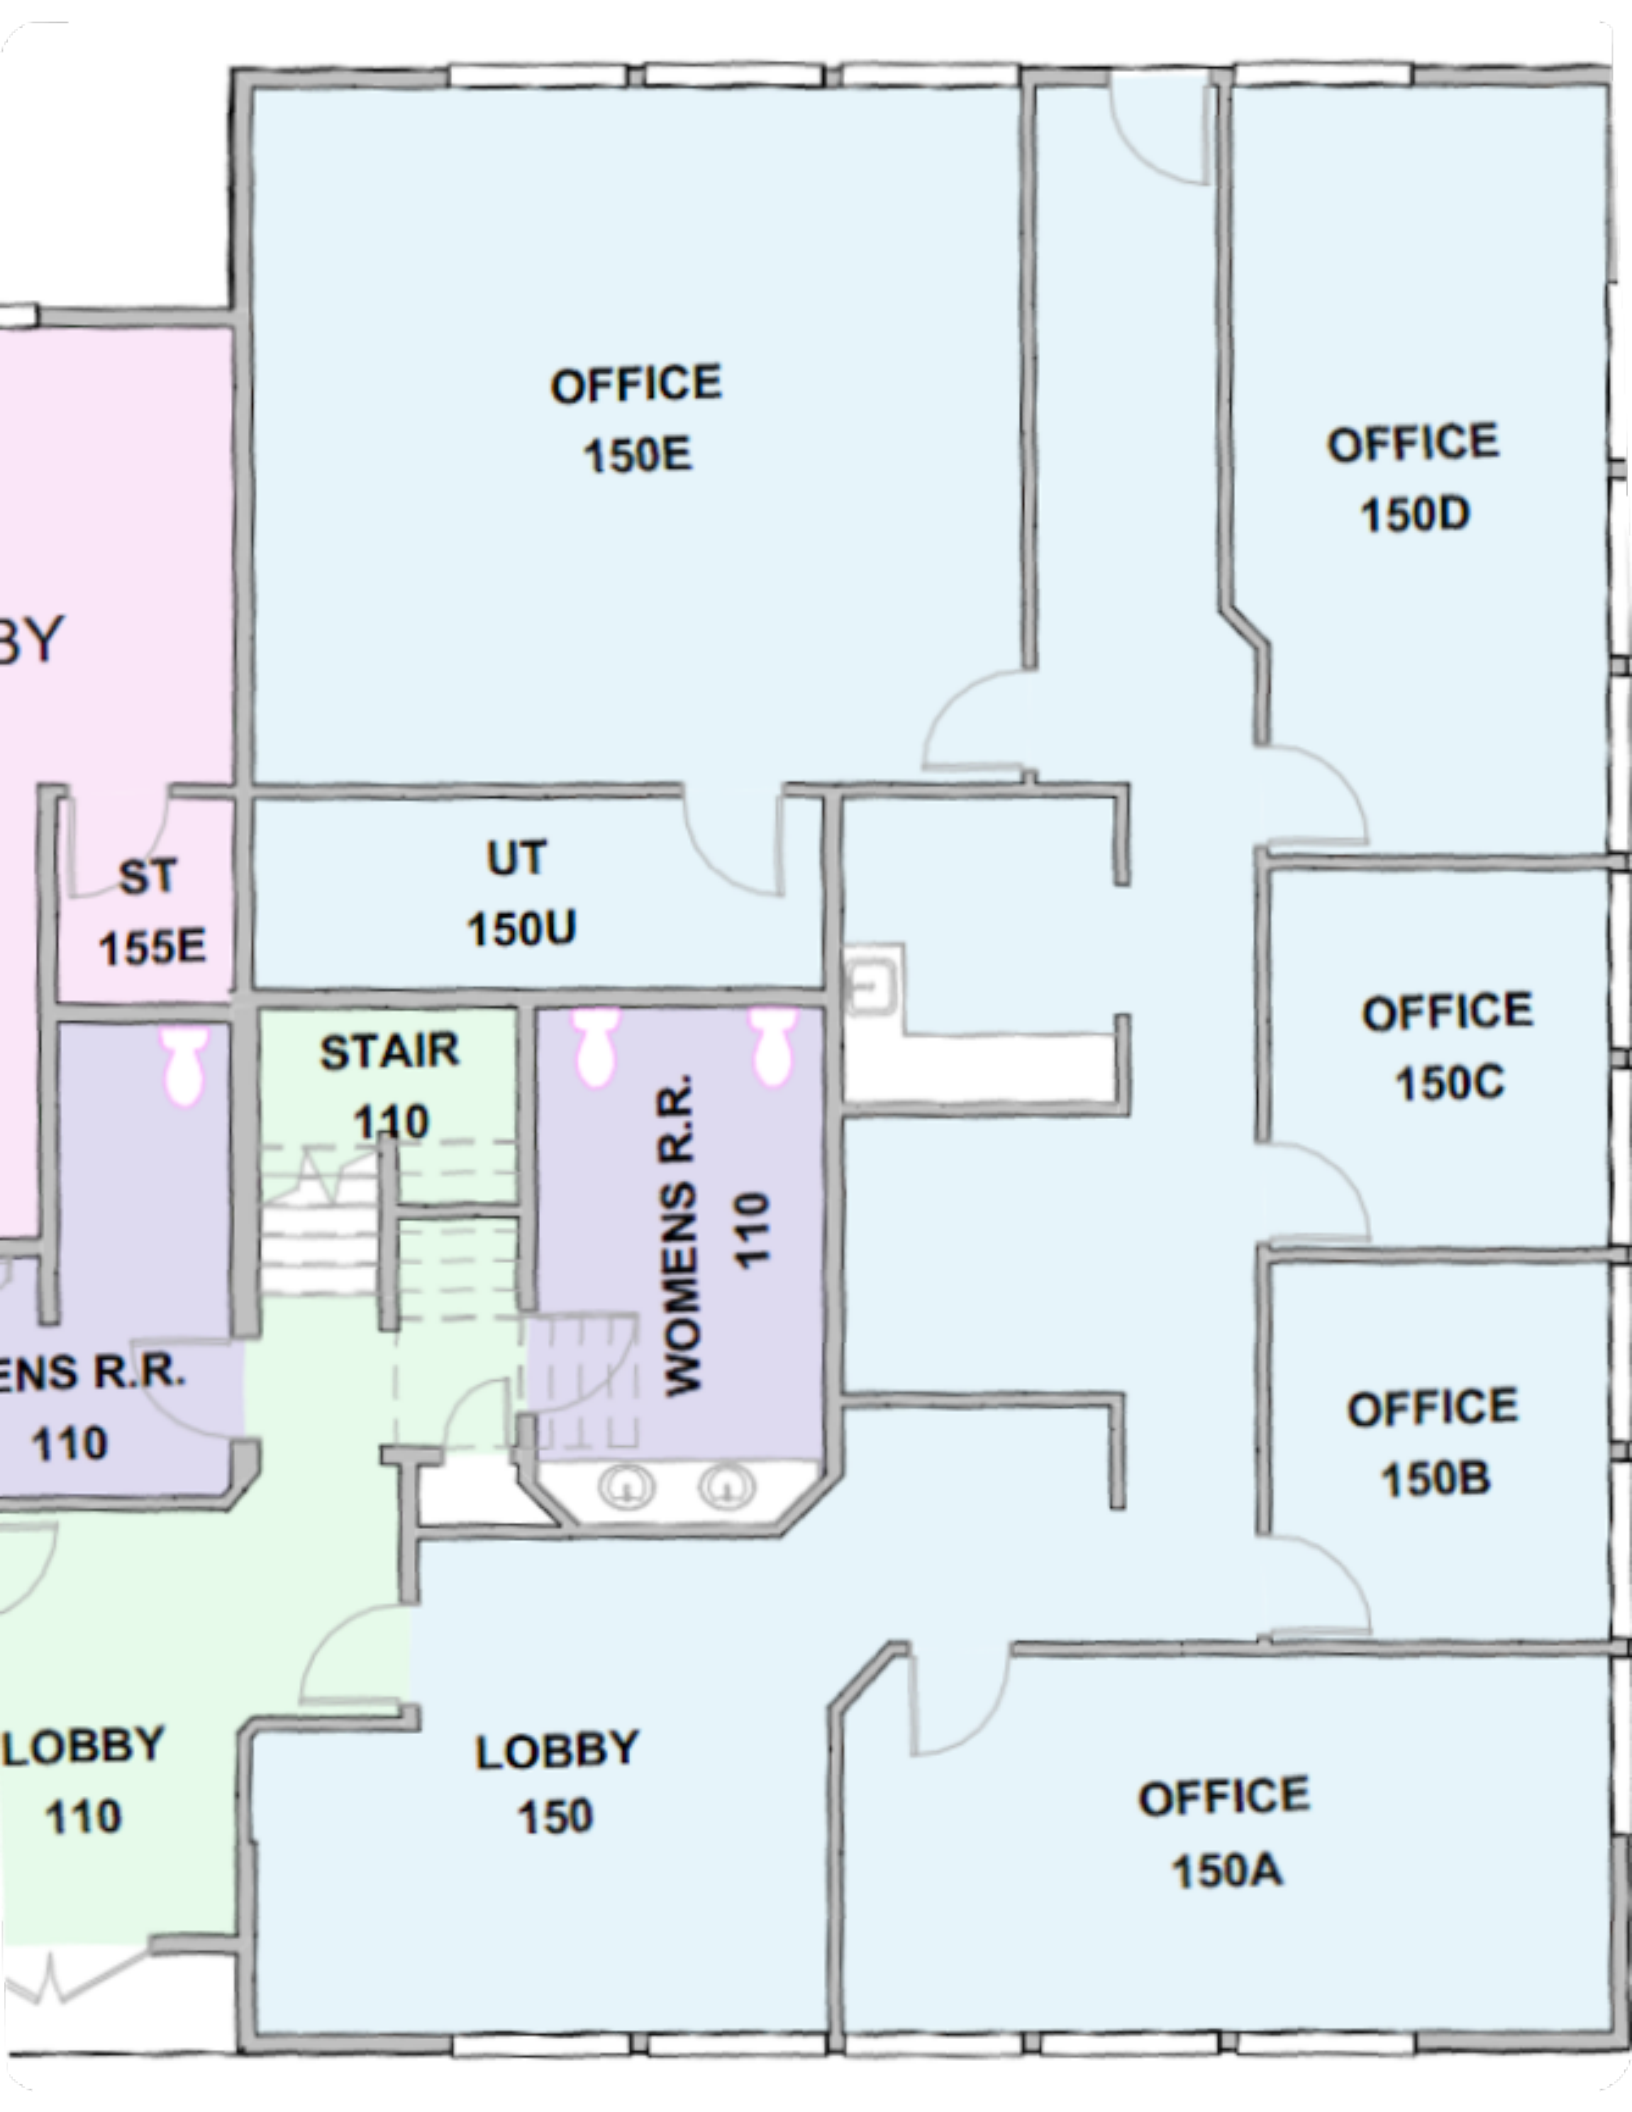 OFFICE
150E
OFFICE
150D
BY
UT
150U
ST
155E
OFFICE
150C
STAIR
110
WOMENS R.R.
110
ENS R.R.
110
OFFICE
150B
LOBBY
110
LOBBY
150
OFFICE
150A